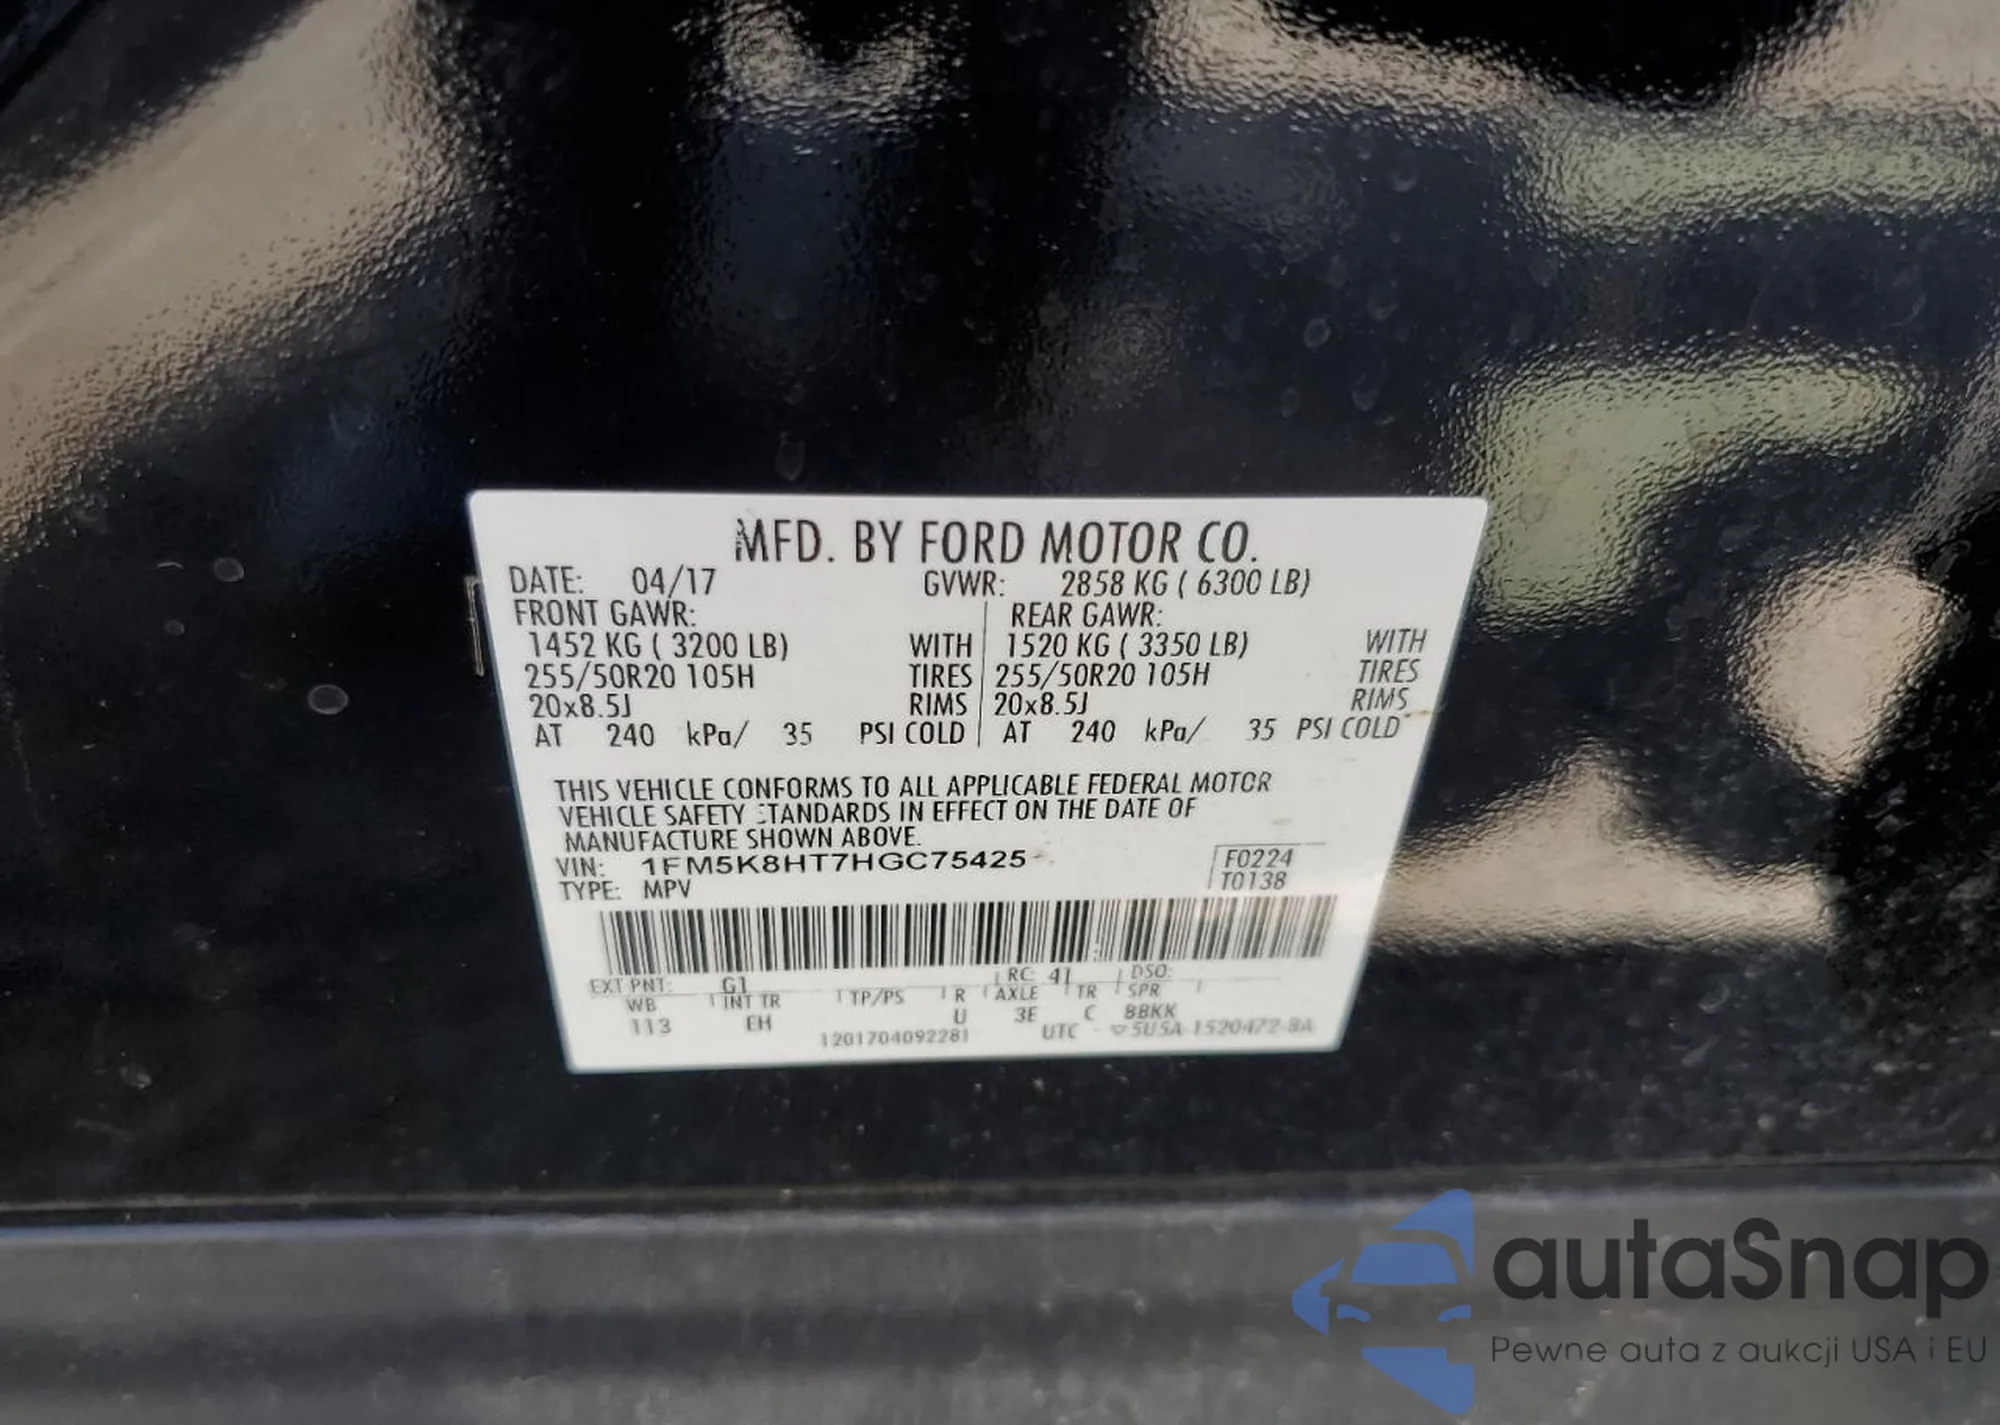 MFD. BY FORD MOTOR CO.
DATE: 04/17 GVWR: 2858 KG ( 6300 LB)
FRONT GAWR: REAR GAWR:
1452 KG ( 3200 LB) WITH 1520 KG ( 3350 LB) WITH
255/50R20 105H TIRES 255/50R20 105H TIRES
20x8.5J RIMS 20x8.5J RIMS
AT 240 kPa/ 35 PSI COLD AT 240 kPa/ 35 PSI COLD
THIS VEHICLE CONFORMS TO ALL APPLICABLE FEDERAL MOTOR
VEHICLE SAFETY STANDARDS IN EFFECT ON THE DATE OF
MANUFACTURE SHOWN ABOVE.
VIN: 1FM5K8HT7HGC75425 F0224
TYPE: MPV T0138
EXT PNT: G1 RC: 41 DSO:
WB INT TR TP/PS R AXLE TR SPR
113 EH U 3E C BBKK
1201704092281 UTC ▽5U5A-1520472-BA
autaSnap
Pewne auta z aukcji USA i EU